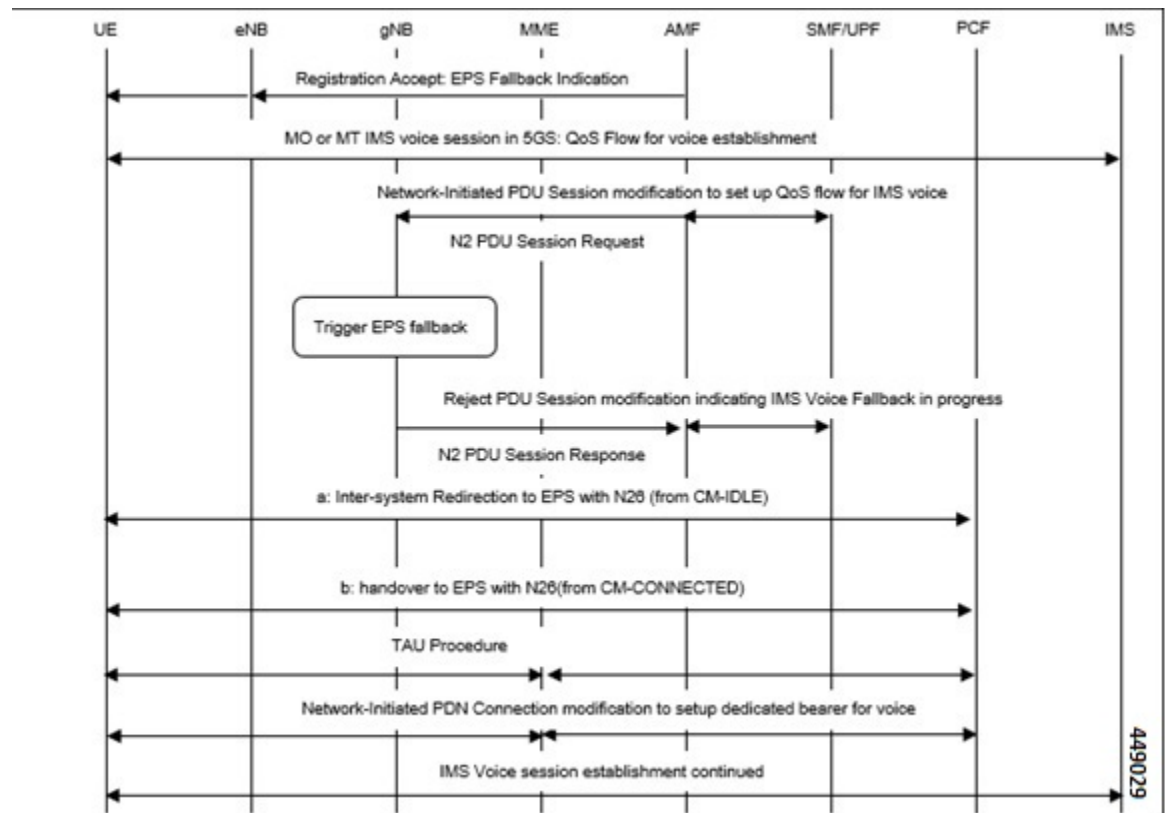 UE eNB gNB MME AMF SMF/UPF PCF IMS
Registration Accept: EPS Fallback Indication
MO or MT IMS voice session in 5GS: QoS Flow for voice establishment
Network-Initiated PDU Session modification to set up QoS flow for IMS voice
N2 PDU Session Request
Trigger EPS fallback
Reject PDU Session modification indicating IMS Voice Fallback in progress
N2 PDU Session Response
a: Inter-system Redirection to EPS with N26 (from CM-IDLE)
b: handover to EPS with N26(from CM-CONNECTED)
TAU Procedure
Network-Initiated PDN Connection modification to setup dedicated bearer for voice
IMS Voice session establishment continued
449029